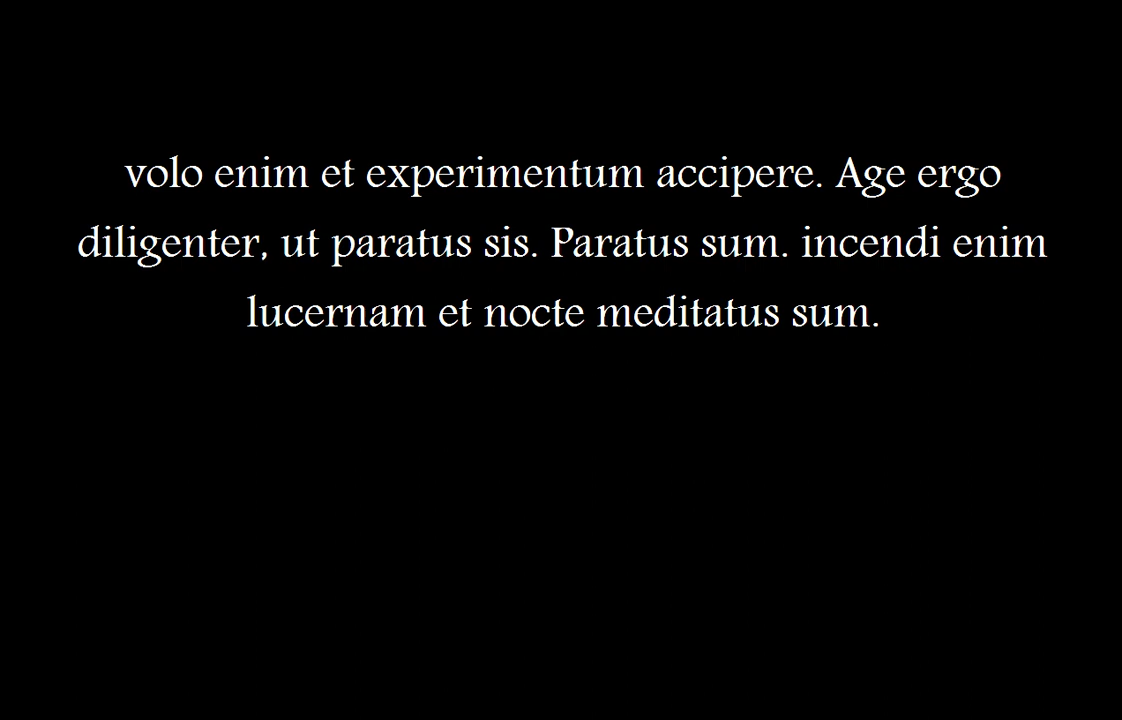 volo enim et experimentum accipere. Age ergo
diligenter, ut paratus sis. Paratus sum. incendi enim
lucernam et nocte meditatus sum.